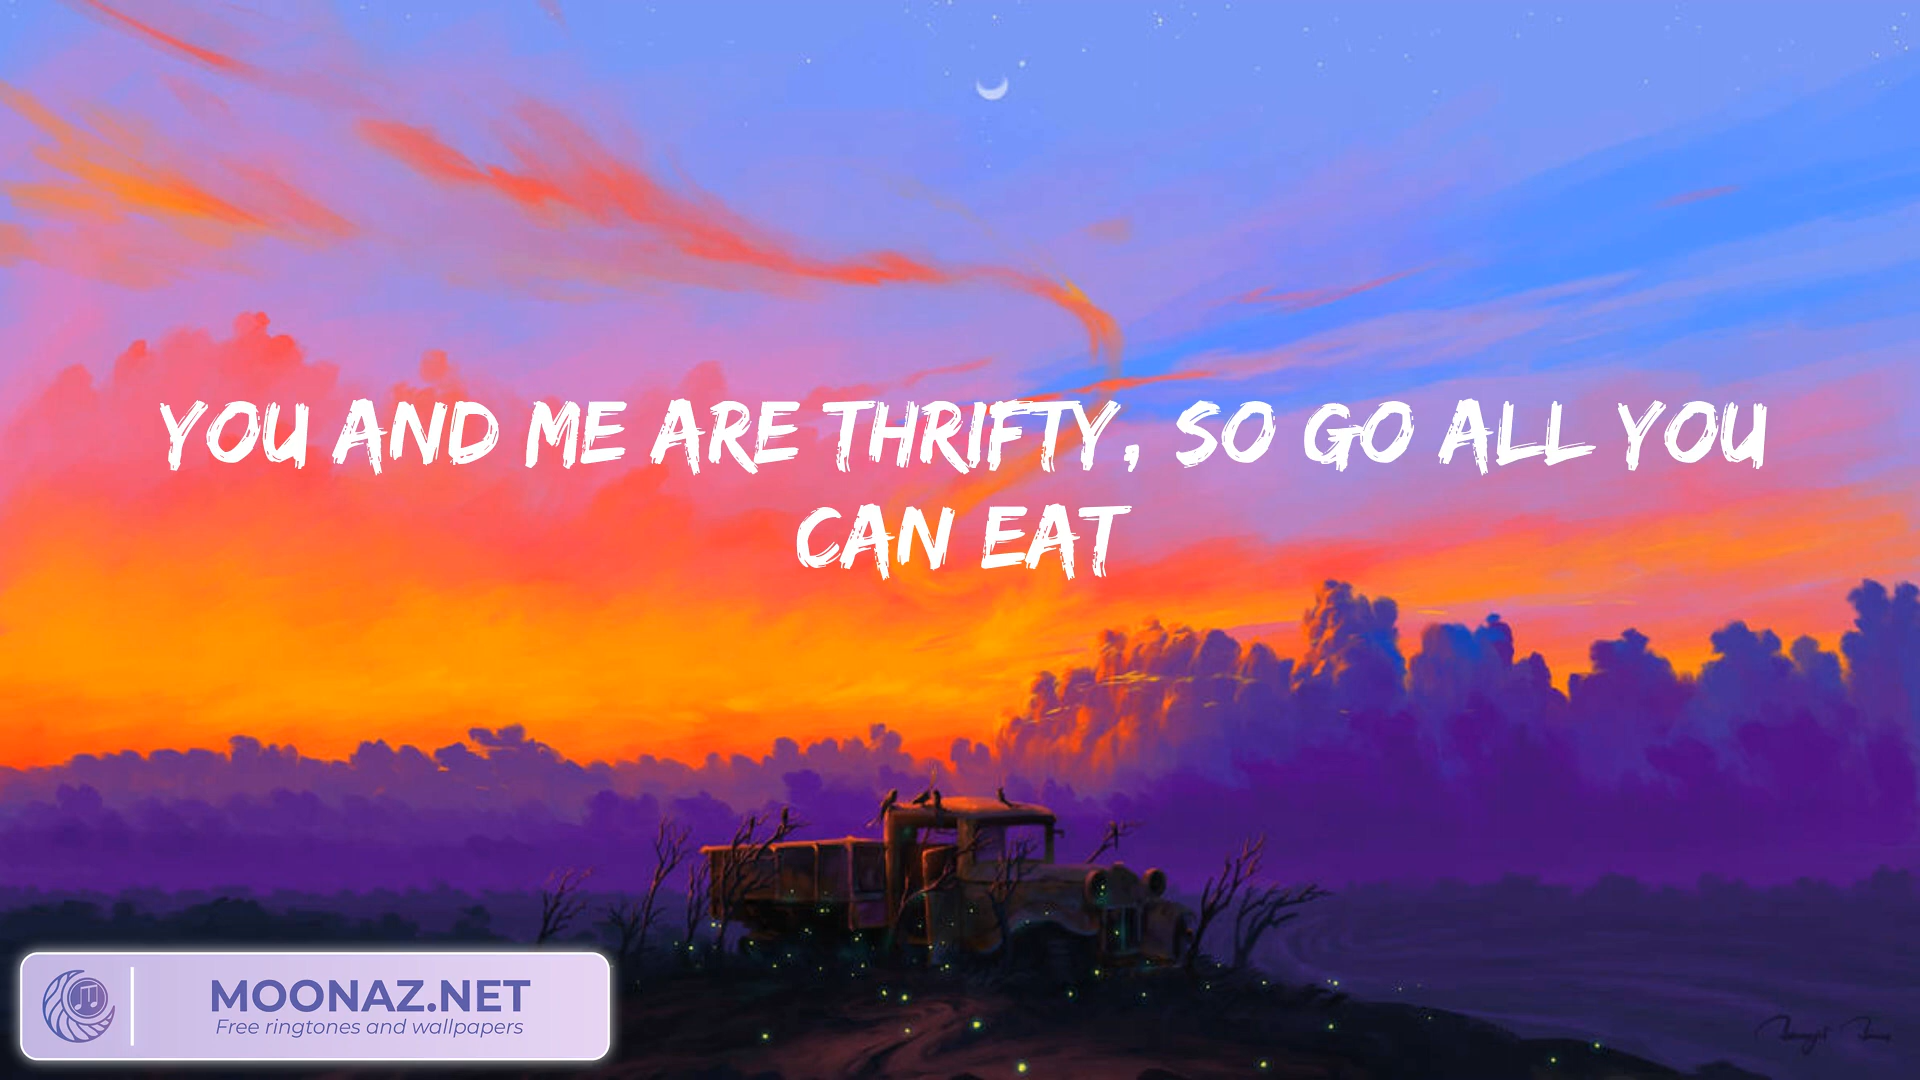 YOU AND ME ARE THRIFTY, SO GO ALL YOU
CAN EAT
MOONAZ.NET
Free ringtones and wallpapers